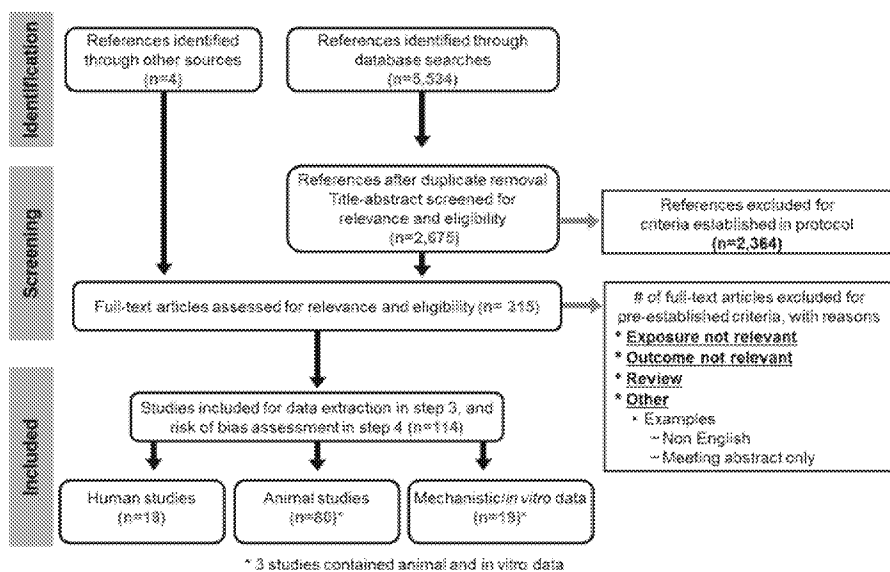 Identification
References identified
through other sources
(n=4)
References identified through
database searches
(n=5,534)
Screening
References after duplicate removal
Title-abstract screened for
relevance and eligibility
(n=2,675)
References excluded for
criteria established in protocol
(n=2,364)
Full-text articles assessed for relevance and eligibility (n= 315)
# of full-text articles excluded for
pre-established criteria, with reasons
* Exposure not relevant
* Outcome not relevant
* Review
* Other
• Examples
– Non English
– Meeting abstract only
Included
Studies included for data extraction in step 3, and
risk of bias assessment in step 4 (n=114)
Human studies
(n=18)
Animal studies
(n=80)*
Mechanistic/in vitro data
(n=19)*
* 3 studies contained animal and in vitro data